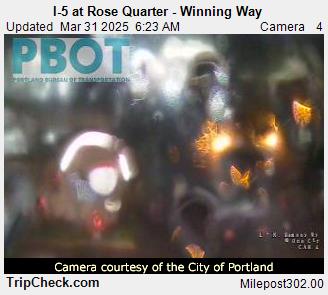 I-5 at Rose Quarter - Winning Way
Updated Mar 31 2025 6:23 AM Camera 4
PBOT
PORTLAND BUREAU OF TRANSPORTATION
Camera courtesy of the City of Portland
TripCheck.com Milepost302.00